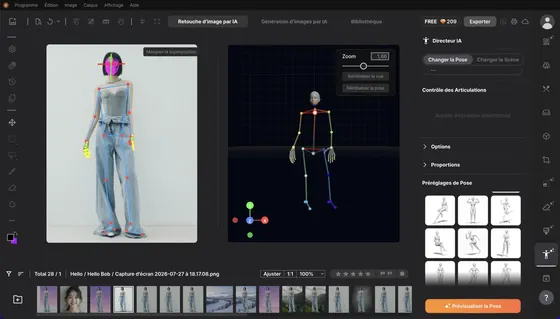 Programme Édition Image Calque Affichage Aide
Retouche d'image par IA Génération d'images par IA Bibliothèque FREE 209 Exporter
Masquer la superposition
Zoom 1,00
Réinitialiser la vue
Réinitialiser la pose
Directeur IA
Changer la Pose Changer la Scène
Contrôle des Articulations
Aucune Articulation sélectionnée
Options
Proportions
Préréglages de Pose
Total 28 / 1 Hello / Hello Bob / Capture d'écran 2026-07-27 à 18.17.08.png Ajuster 1:1 100%
Prévisualiser la Pose